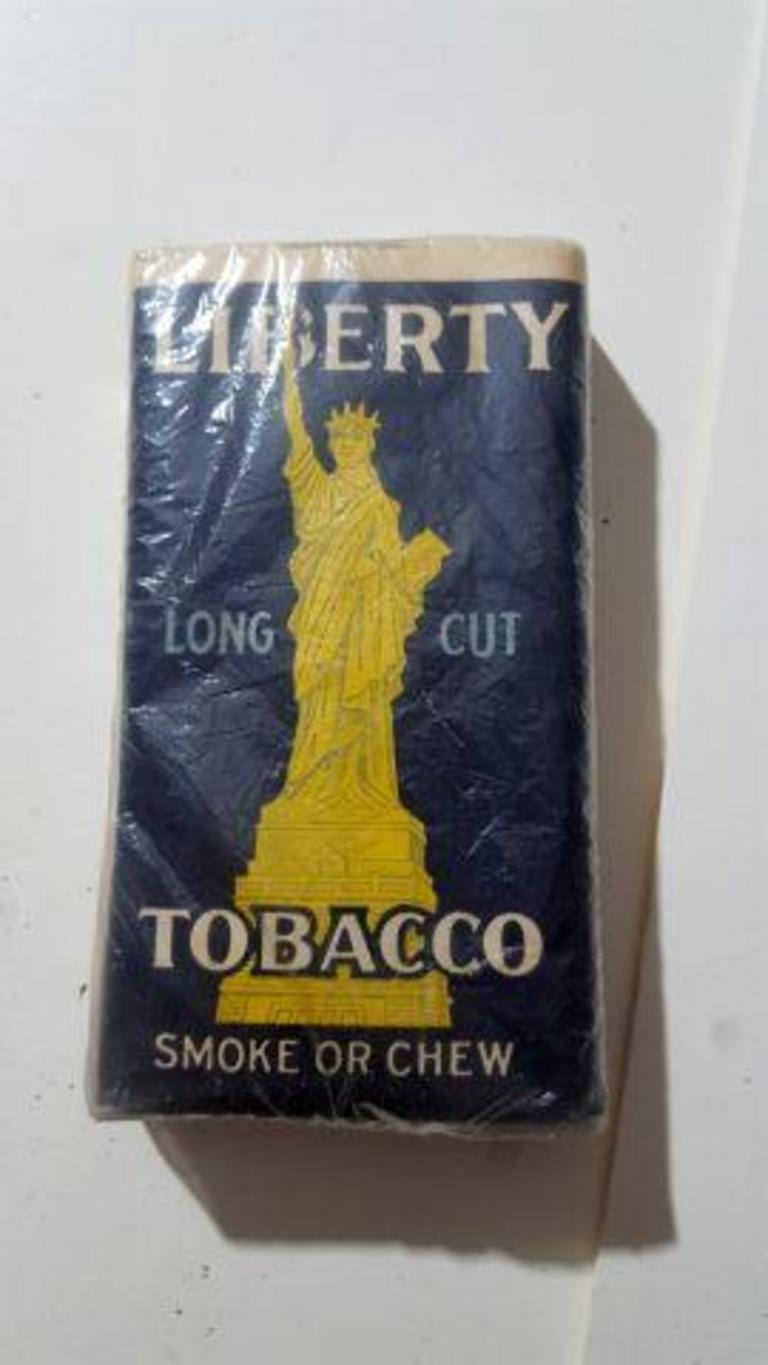 LIBERTY
LONG CUT
TOBACCO
SMOKE OR CHEW